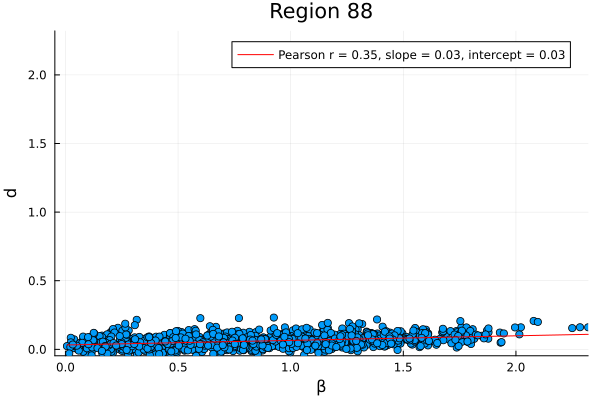 Region 88
Pearson r = 0.35, slope = 0.03, intercept = 0.03
2.0
1.5
d
1.0
0.5
0.0
0.0 0.5 1.0 1.5 2.0
β